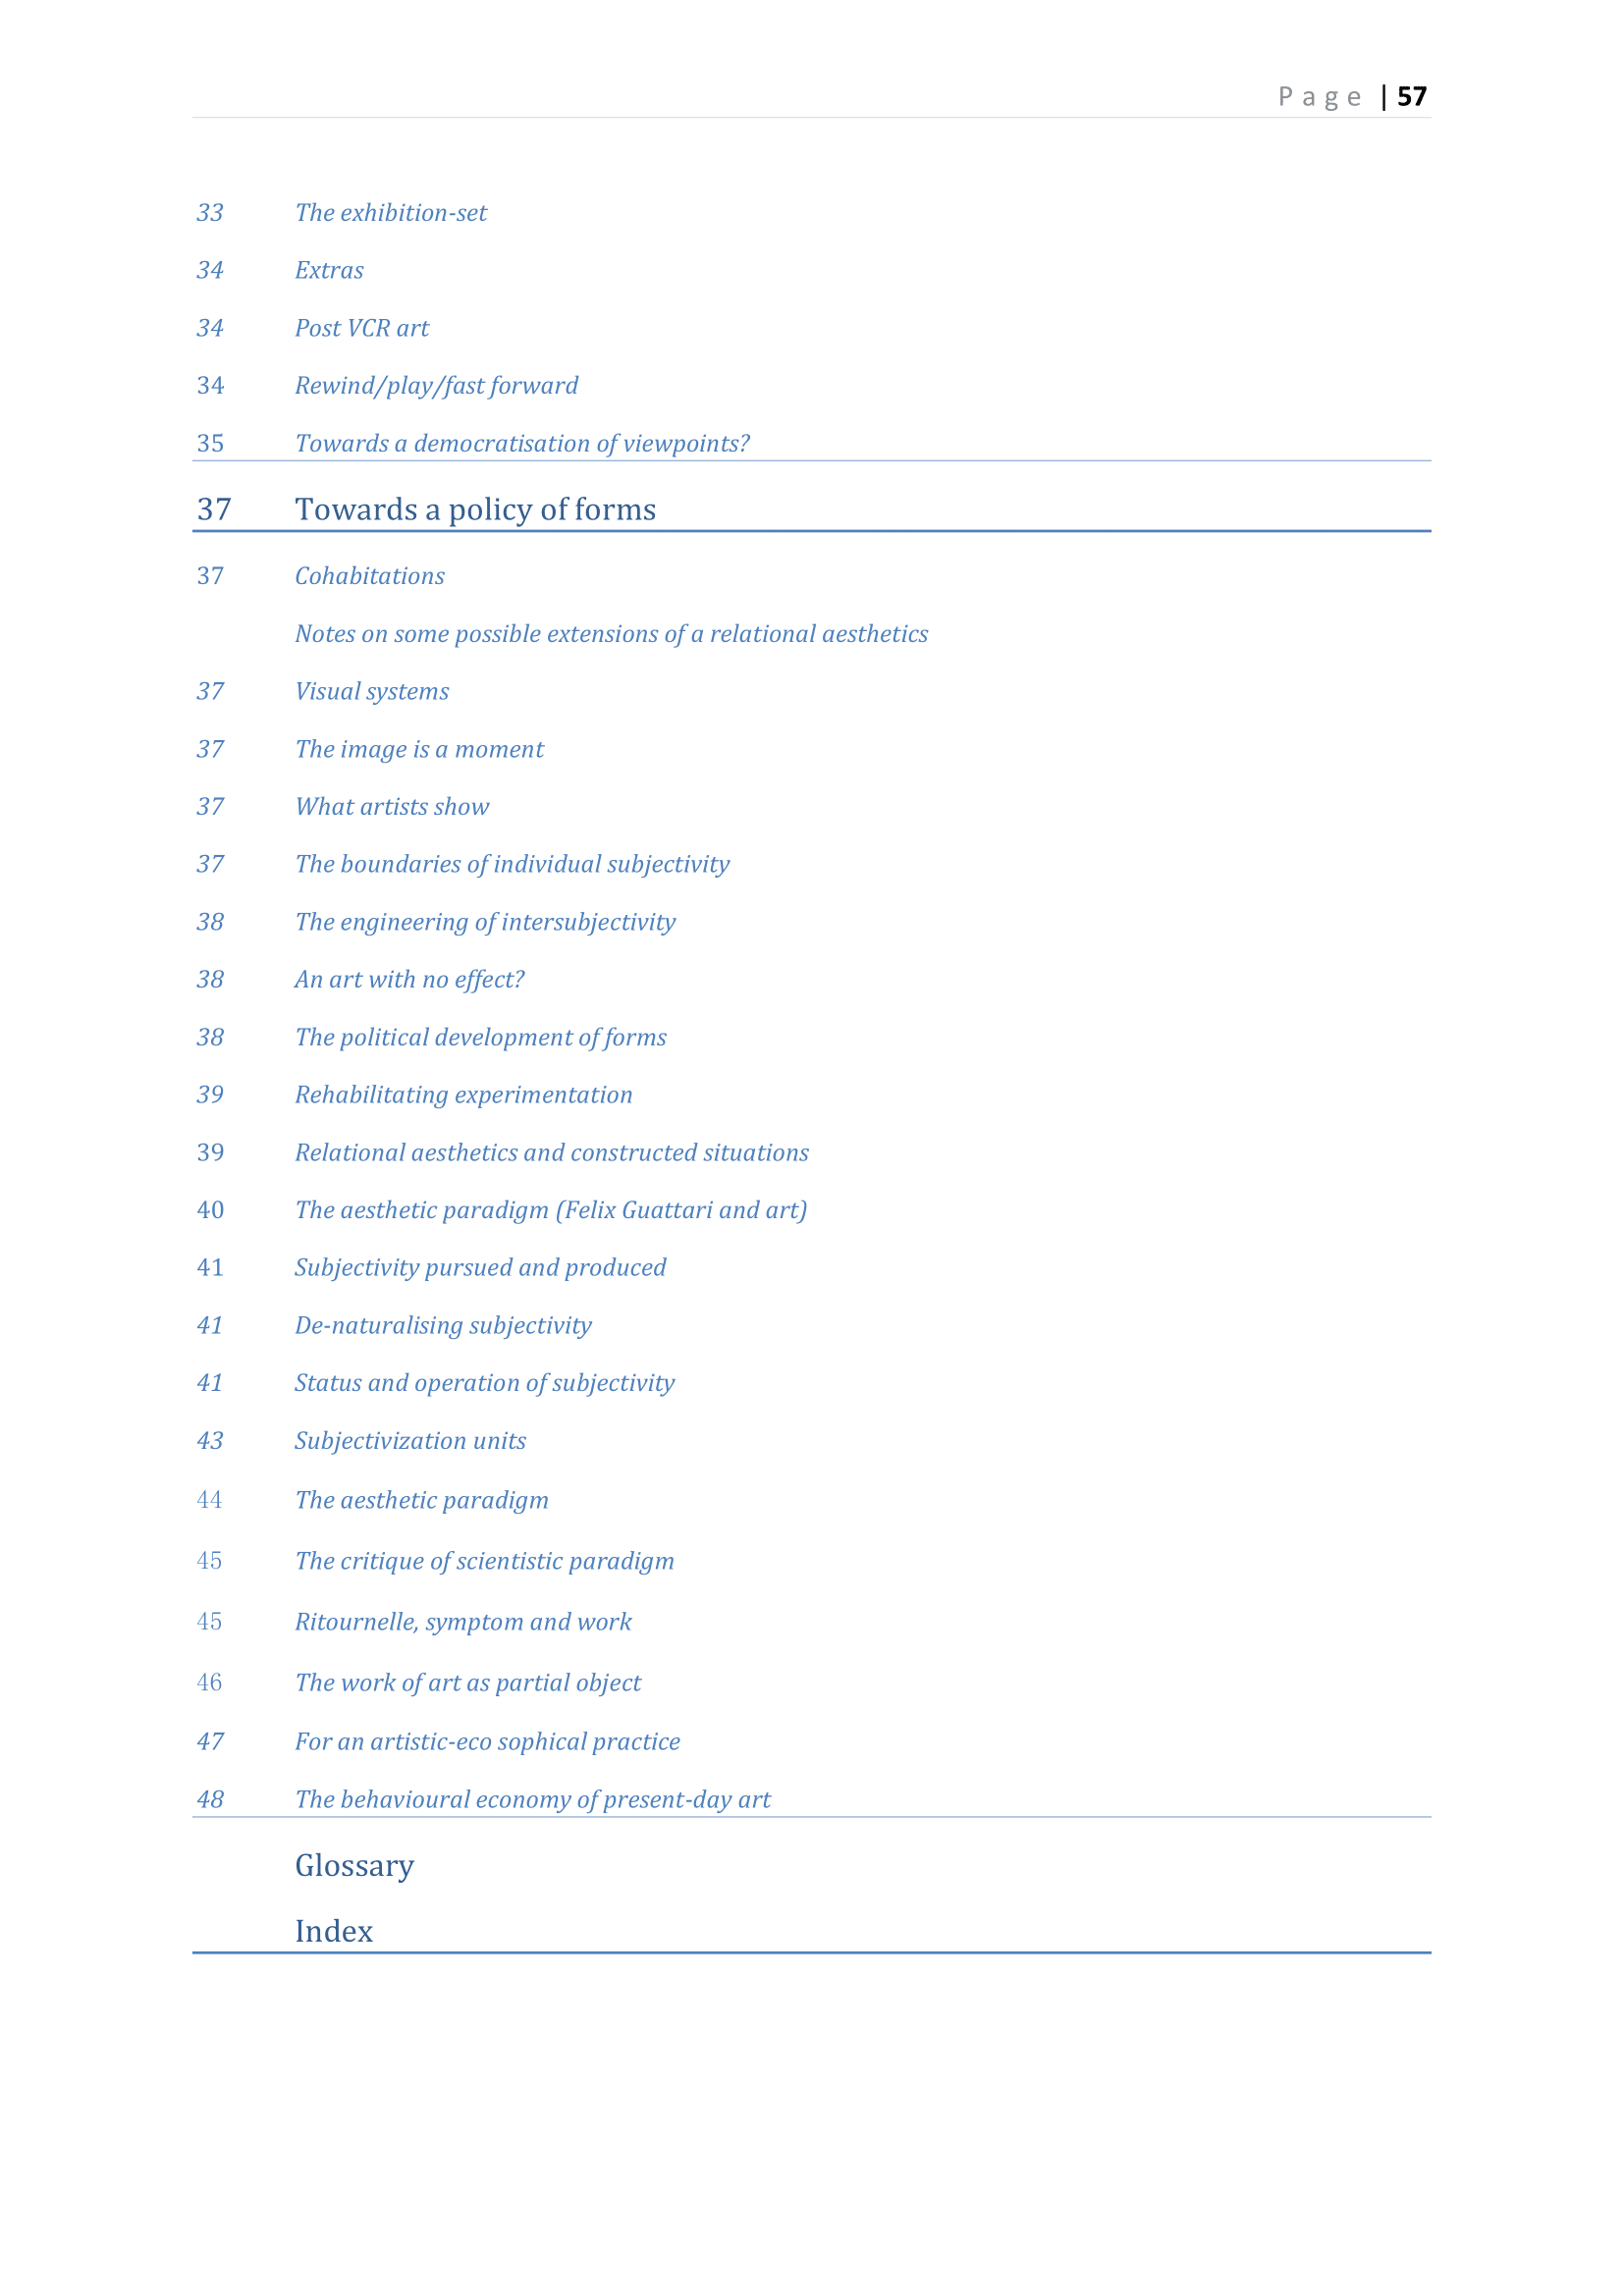 Page | 57
33 The exhibition-set
34 Extras
34 Post VCR art
34 Rewind/play/fast forward
35 Towards a democratisation of viewpoints?
37 Towards a policy of forms
37 Cohabitations
Notes on some possible extensions of a relational aesthetics
37 Visual systems
37 The image is a moment
37 What artists show
37 The boundaries of individual subjectivity
38 The engineering of intersubjectivity
38 An art with no effect?
38 The political development of forms
39 Rehabilitating experimentation
39 Relational aesthetics and constructed situations
40 The aesthetic paradigm (Felix Guattari and art)
41 Subjectivity pursued and produced
41 De-naturalising subjectivity
41 Status and operation of subjectivity
43 Subjectivization units
44 The aesthetic paradigm
45 The critique of scientistic paradigm
45 Ritournelle, symptom and work
46 The work of art as partial object
47 For an artistic-eco sophical practice
48 The behavioural economy of present-day art
Glossary
Index